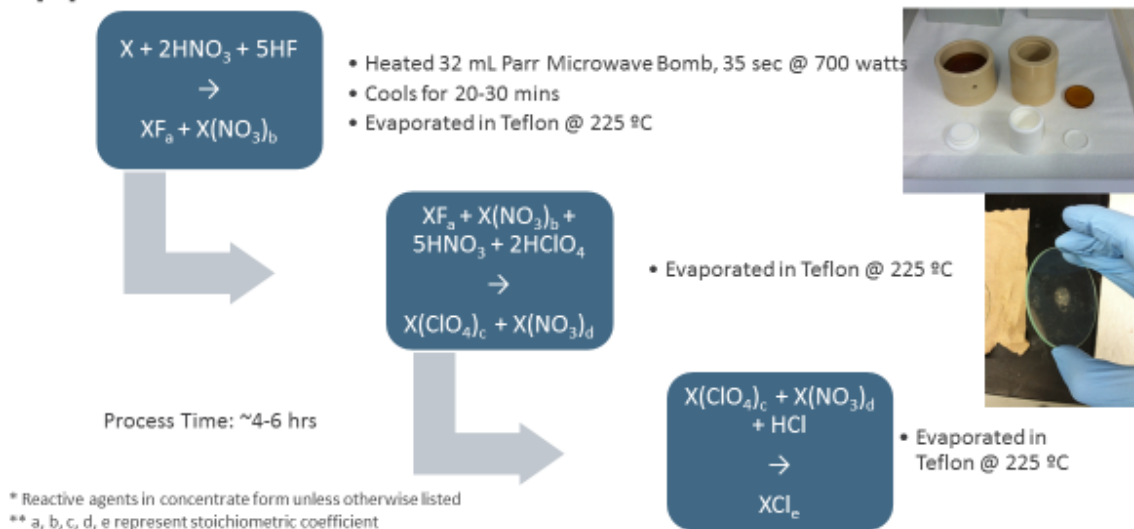 X + 2HNO₃ + 5HF
→
XFₐ + X(NO₃)b
• Heated 32 mL Parr Microwave Bomb, 35 sec @ 700 watts
• Cools for 20-30 mins
• Evaporated in Teflon @ 225 ºC
XFₐ + X(NO₃)b +
5HNO₃ + 2HClO₄
→
X(ClO₄)c + X(NO₃)d
• Evaporated in Teflon @ 225 ºC
X(ClO₄)c + X(NO₃)d
+ HCl
→
XClₑ
• Evaporated in
Teflon @ 225 ºC
Process Time: ~4-6 hrs
* Reactive agents in concentrate form unless otherwise listed
** a, b, c, d, e represent stoichiometric coefficient